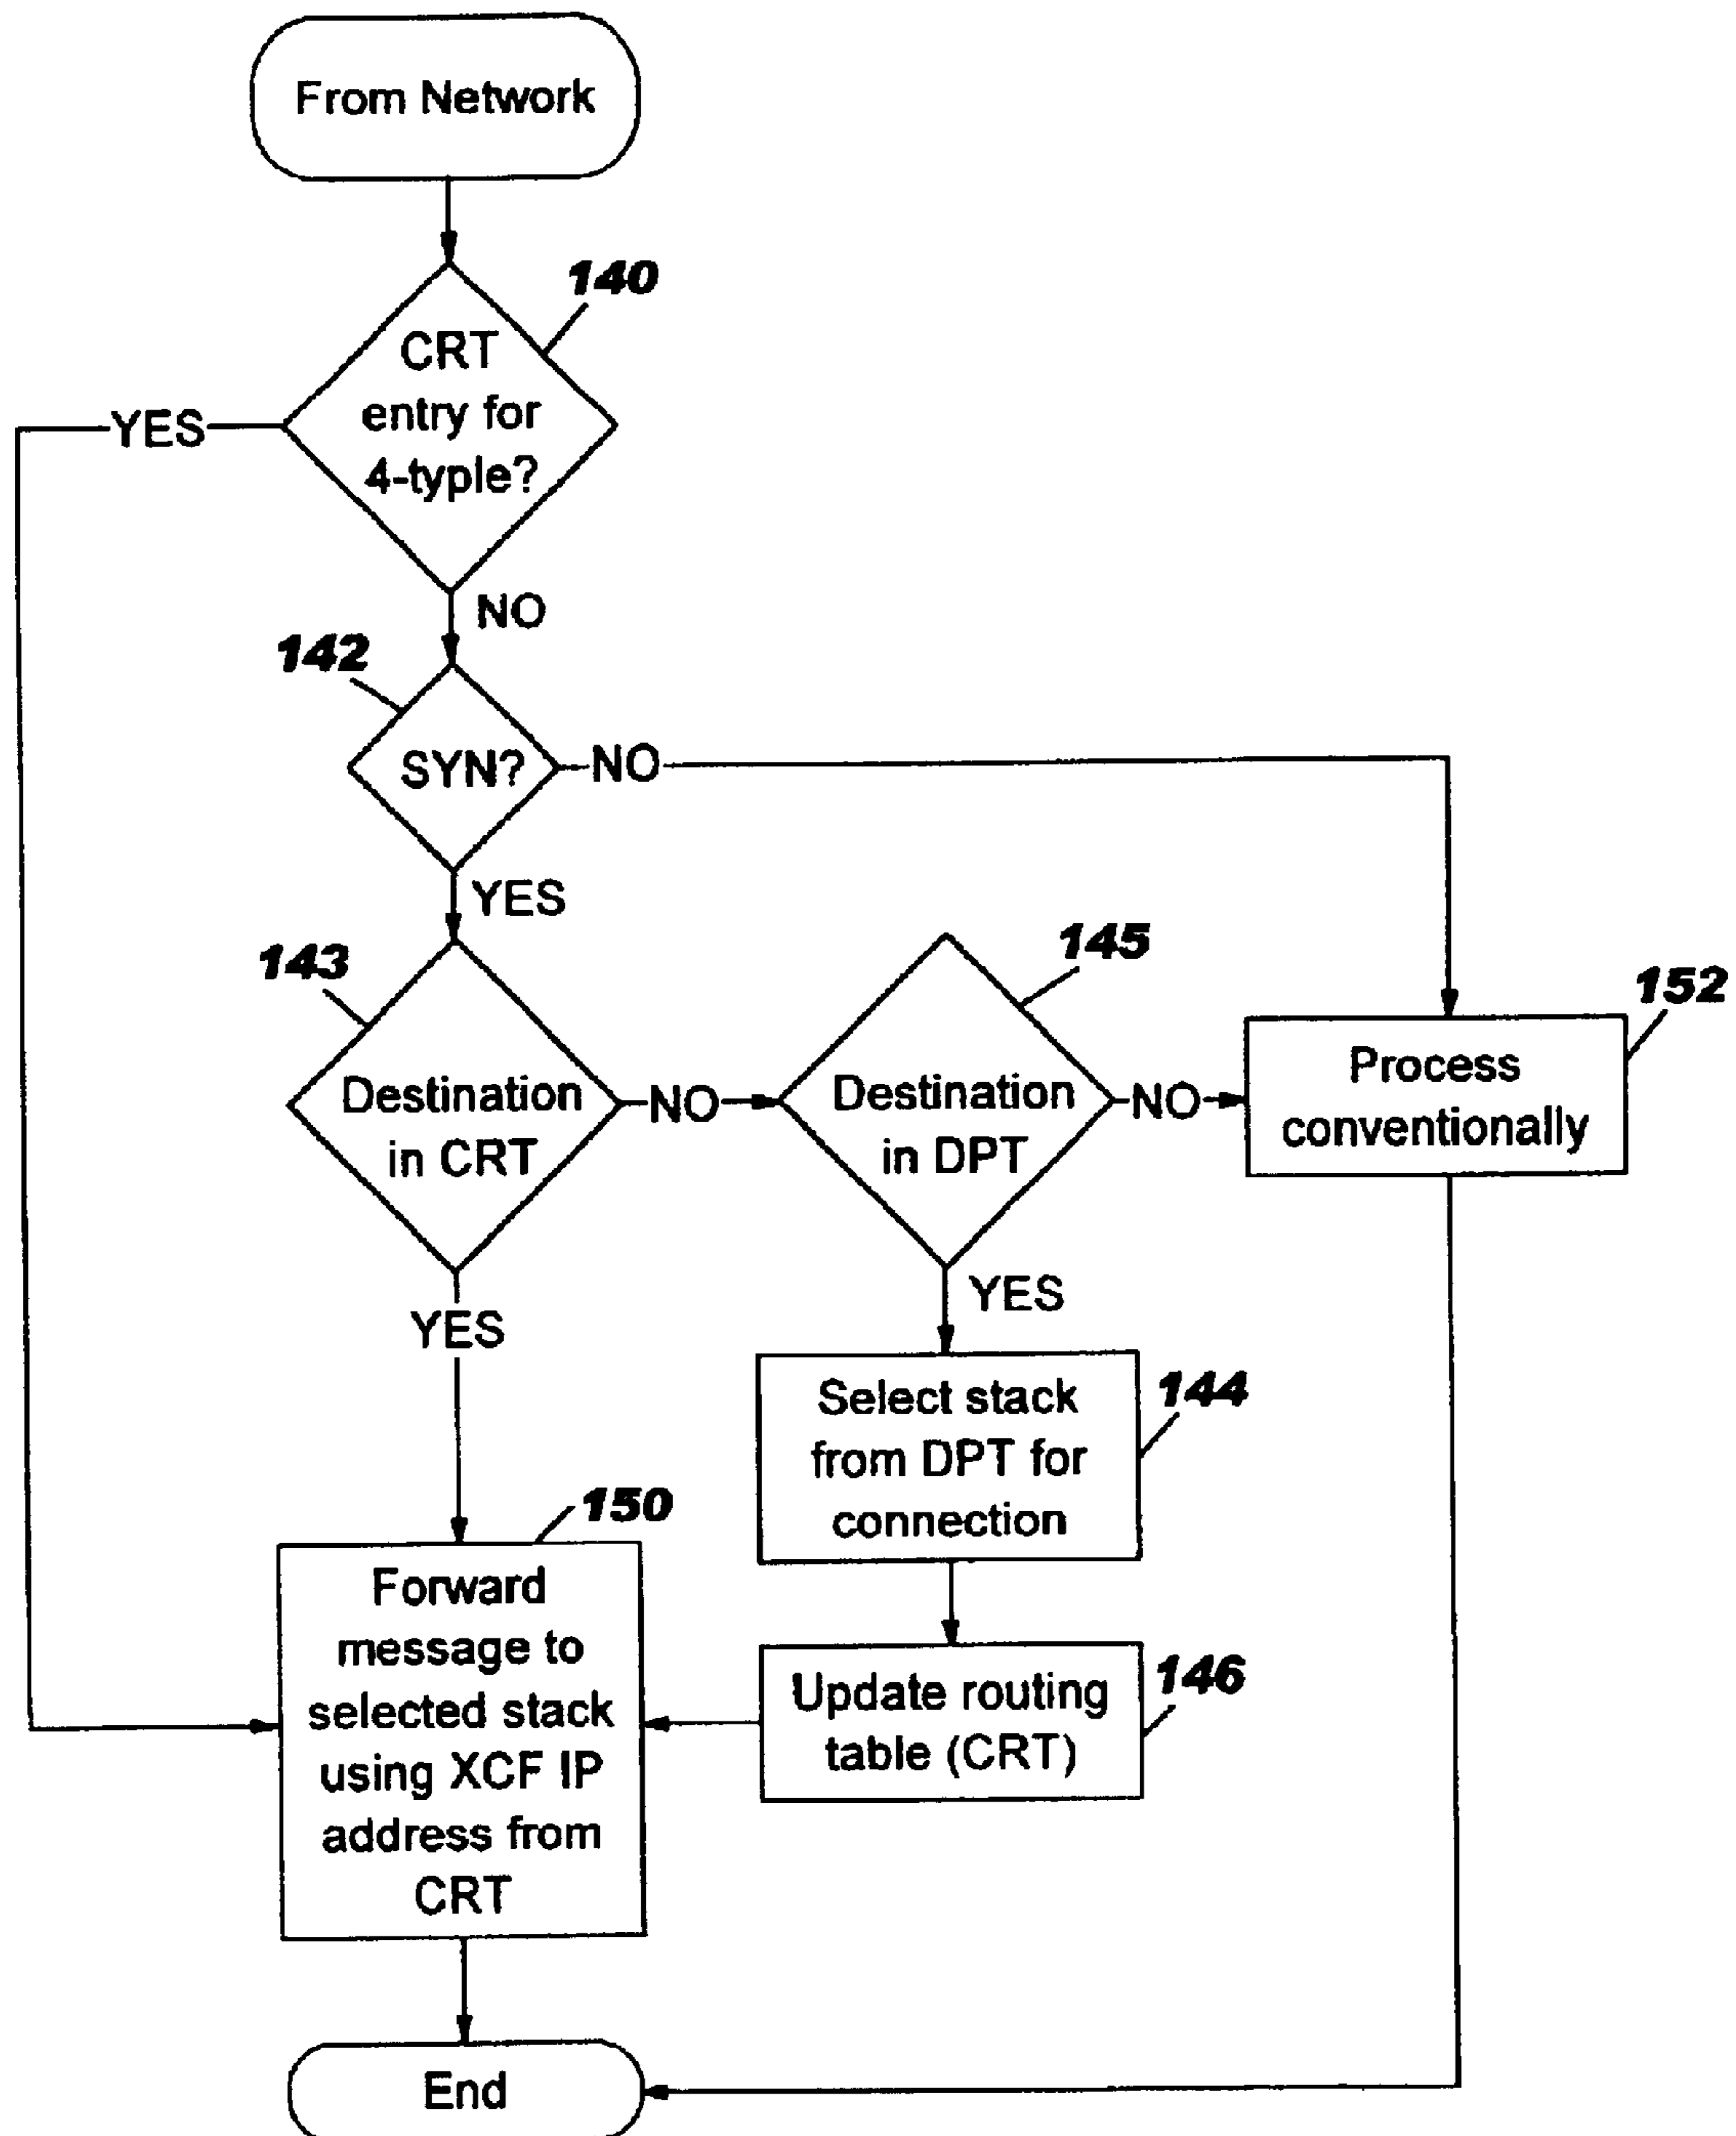 From Network
140
CRT
entry for
4-typle?
YES
NO
142
SYN?
NO
YES
143
Destination
in CRT
NO
145
Destination
in DPT
NO
152
Process
conventionally
YES
YES
144
Select stack
from DPT for
connection
150
Forward
message to
selected stack
using XCF IP
address from
CRT
146
Update routing
table (CRT)
End